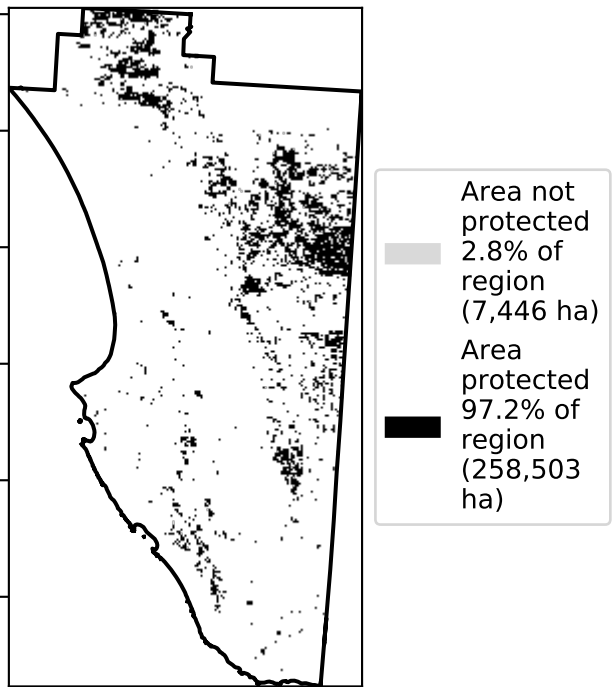 Area not
protected
2.8% of
region
(7,446 ha)
Area
protected
97.2% of
region
(258,503
ha)